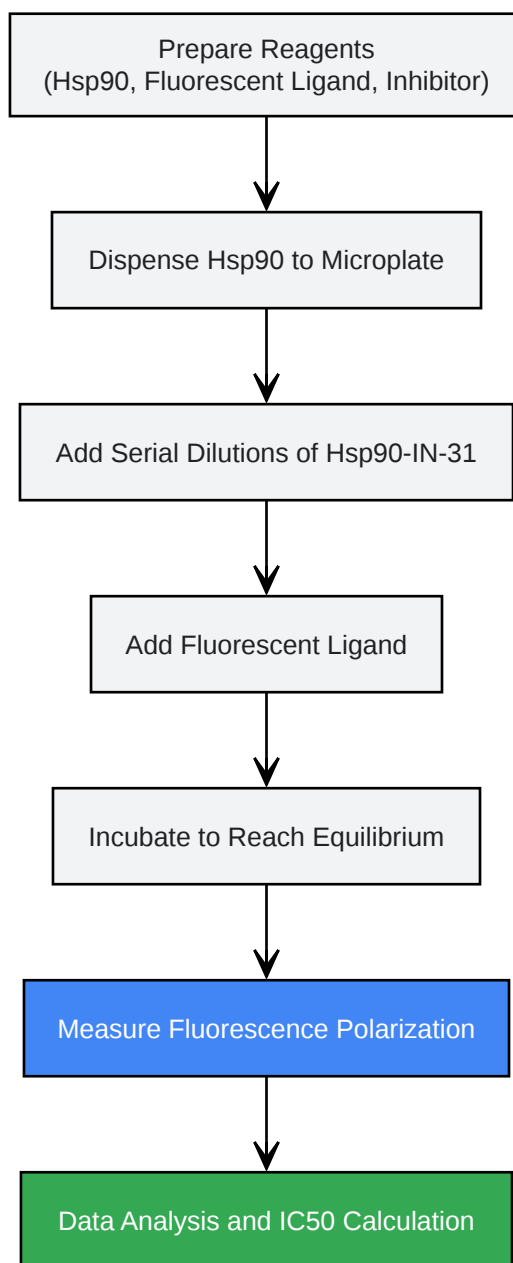 Prepare Reagents
(Hsp90, Fluorescent Ligand, Inhibitor)
Dispense Hsp90 to Microplate
Add Serial Dilutions of Hsp90-IN-31
Add Fluorescent Ligand
Incubate to Reach Equilibrium
Measure Fluorescence Polarization
Data Analysis and IC50 Calculation